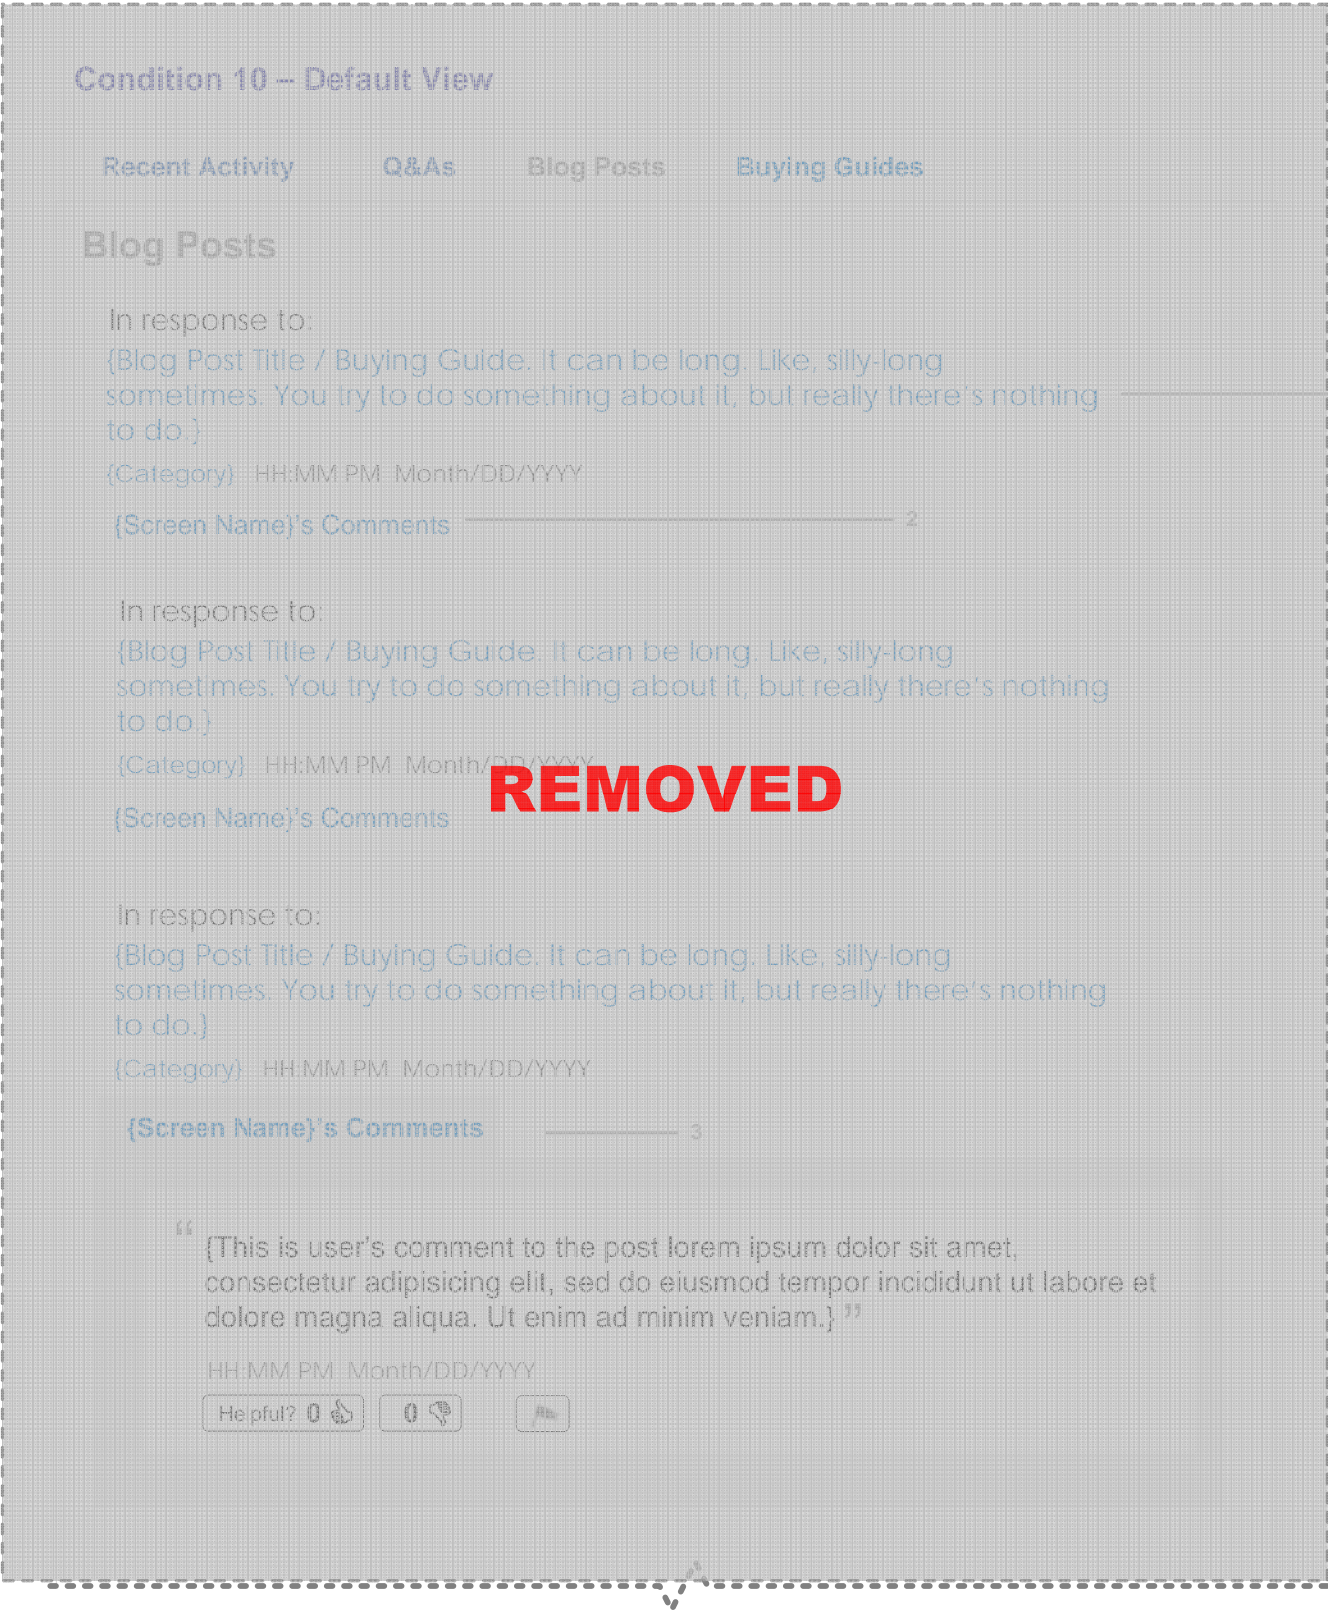 Condition 10 – Default View
Recent Activity Q&As Blog Posts Buying Guides
Blog Posts
In response to:
{Blog Post Title / Buying Guide. It can be long. Like, silly-long
sometimes. You try to do something about it, but really there's nothing
to do.}
{Category} HH:MM PM Month/DD/YYYY
{Screen Name}'s Comments 2
In response to:
{Blog Post Title / Buying Guide. It can be long. Like, silly-long
sometimes. You try to do something about it, but really there's nothing
to do.}
{Category} HH:MM PM Month/DD/YYYY
REMOVED
{Screen Name}'s Comments
In response to:
{Blog Post Title / Buying Guide. It can be long. Like, silly-long
sometimes. You try to do something about it, but really there's nothing
to do.}
{Category} HH:MM PM Month/DD/YYYY
{Screen Name}'s Comments 3
“ {This is user's comment to the post lorem ipsum dolor sit amet,
consectetur adipisicing elit, sed do eiusmod tempor incididunt ut labore et
dolore magna aliqua. Ut enim ad minim veniam.} ”
HH:MM PM Month/DD/YYYY
Helpful? 0 0